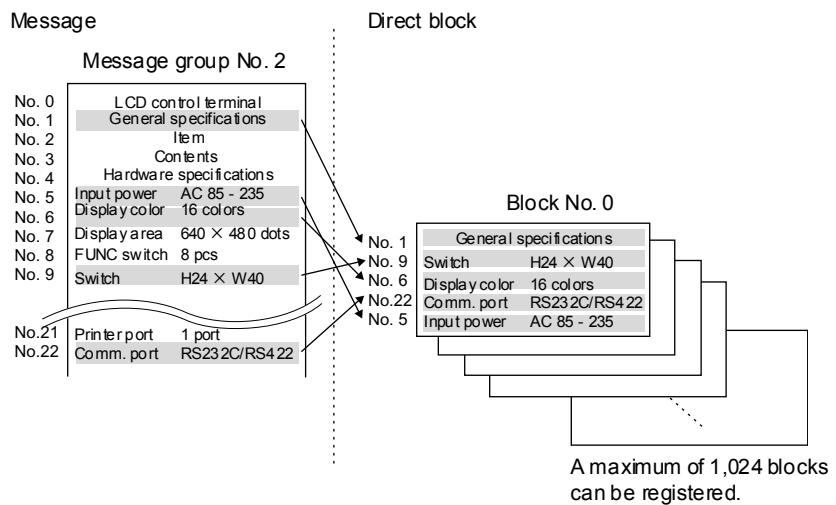 Message
Direct block
Message group No. 2
No. 0 LCD control terminal
No. 1 General specifications
No. 2 Item
No. 3 Contents
No. 4 Hardware specifications
No. 5 Input power AC 85 - 235
No. 6 Display color 16 colors
No. 7 Display area 640 × 480 dots
No. 8 FUNC switch 8 pcs
No. 9 Switch H24 × W40
No.21 Printer port 1 port
No.22 Comm. port RS232C/RS422
Block No. 0
No. 1 General specifications
No. 9 Switch H24 × W40
No. 6 Display color 16 colors
No.22 Comm. port RS232C/RS422
No. 5 Input power AC 85 - 235
A maximum of 1,024 blocks
can be registered.